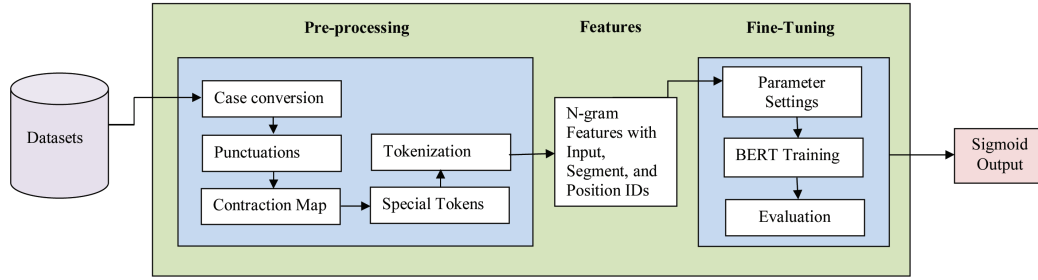 Pre-processing
Features
Fine-Tuning
Datasets
Case conversion
Punctuations
Contraction Map
Special Tokens
Tokenization
N-gram
Features with
Input,
Segment, and
Position IDs
Parameter
Settings
BERT Training
Evaluation
Sigmoid
Output